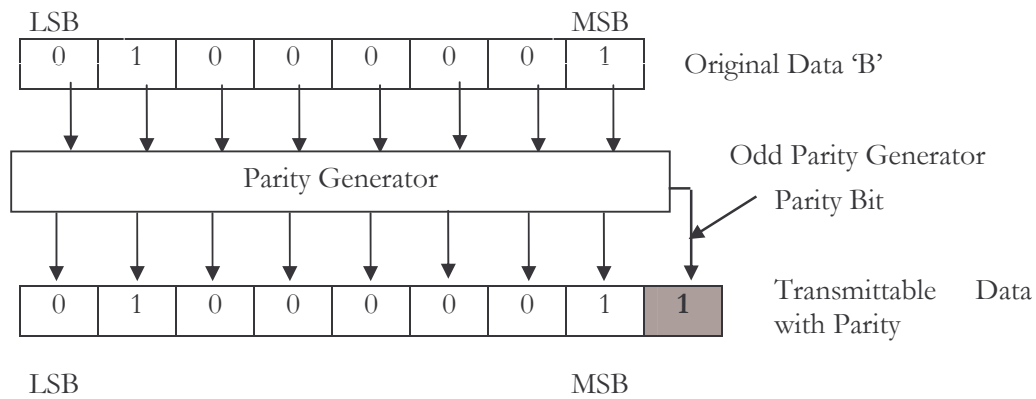 LSB MSB
0 1 0 0 0 0 0 1 Original Data ‘B’
Odd Parity Generator
Parity Generator
Parity Bit
0 1 0 0 0 0 0 1 1 Transmittable Data
with Parity
LSB MSB